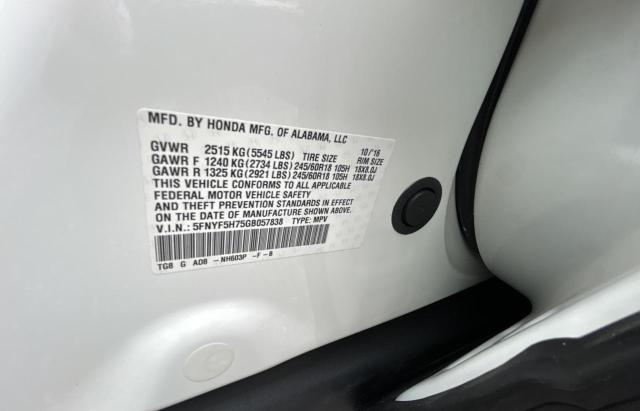 MFD. BY HONDA MFG. OF ALABAMA, LLC 10/'16
GVWR 2515 KG(5545 LBS) TIRE SIZE RIM SIZE
GAWR F 1240 KG(2734 LBS)245/60R18 105H 18X8.0J
GAWR R 1325 KG(2921 LBS)245/60R18 105H 18X8.0J
THIS VEHICLE CONFORMS TO ALL APPLICABLE
FEDERAL MOTOR VEHICLE SAFETY
AND THEFT PREVENTION STANDARDS IN EFFECT
ON DATE OF MANUFACTURE SHOWN ABOVE.
V.I.N.: 5FNYF5H75GB057838 TYPE: MPV
TG8 G AD8 -NH603P -F -B